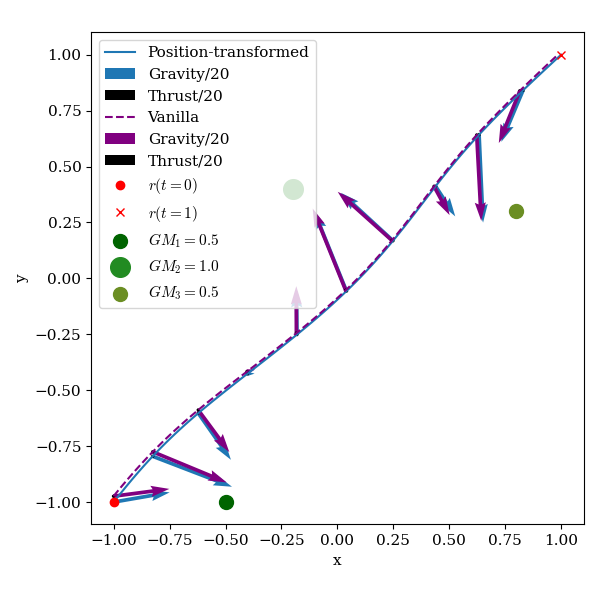 Position-transformed
Gravity/20
Thrust/20
Vanilla
Gravity/20
Thrust/20
r(t = 0)
r(t = 1)
GM₁ = 0.5
GM₂ = 1.0
GM₃ = 0.5
y
1.00
0.75
0.50
0.25
0.00
−0.25
−0.50
−0.75
−1.00
−1.00 −0.75 −0.50 −0.25 0.00 0.25 0.50 0.75 1.00
x